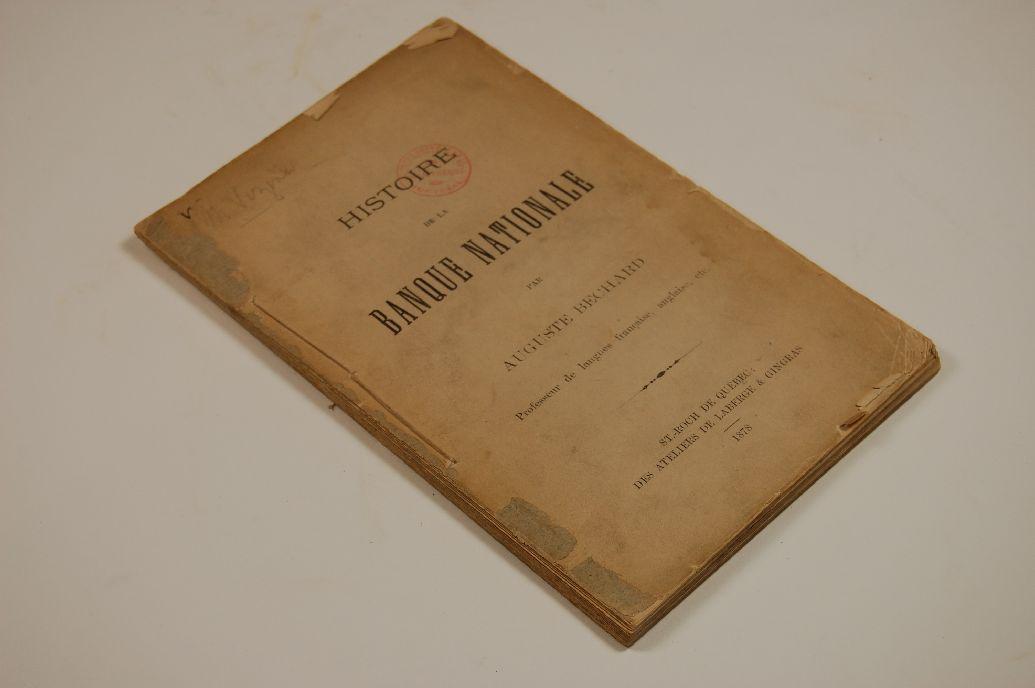 HISTOIRE
DE LA
BANQUE NATIONALE
PAR
AUGUSTE BECHARD
Professeur de langues française, anglaise, etc.
ST.-ROCH DE QUÉBEC:
DES ATELIERS DE LABERGE & GINGRAS
1878